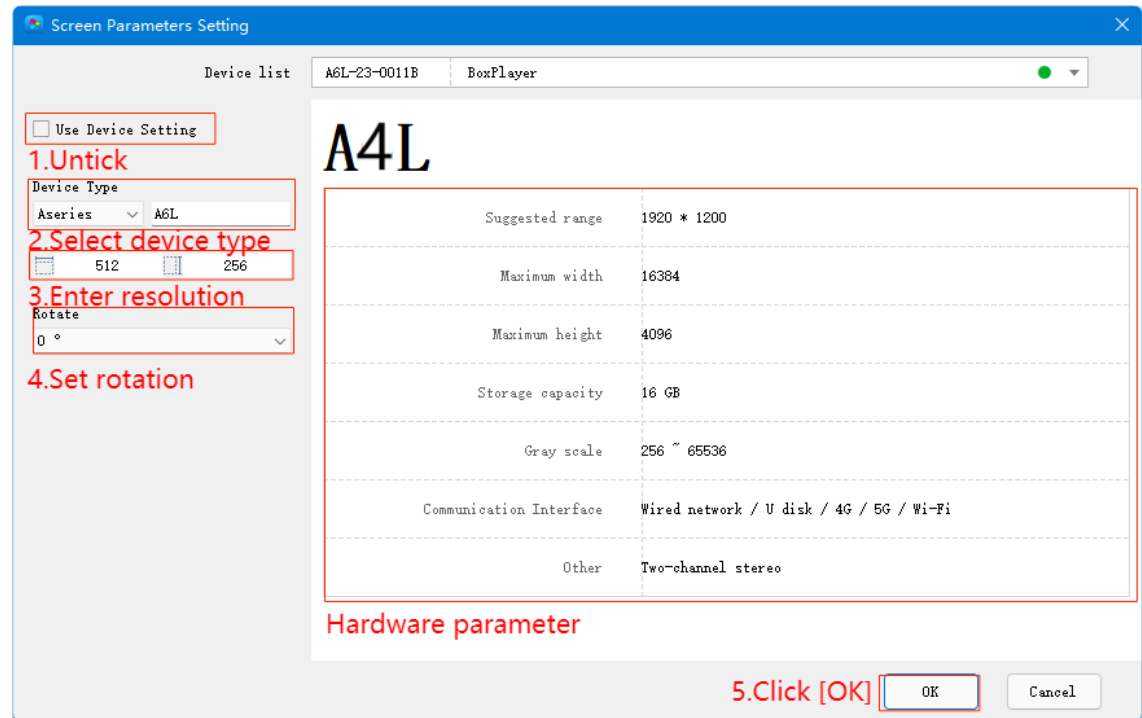 Screen Parameters Setting
Device list
A6L-23-0011B BoxPlayer
Use Device Setting
1.Untick
Device Type
Aseries A6L
2.Select device type
512 256
3.Enter resolution
Rotate
0 °
4.Set rotation
A4L
Suggested range 1920 * 1200
Maximum width 16384
Maximum height 4096
Storage capacity 16 GB
Gray scale 256 ~ 65536
Communication Interface Wired network / U disk / 4G / 5G / Wi-Fi
Other Two-channel stereo
Hardware parameter
5.Click [OK] OK Cancel